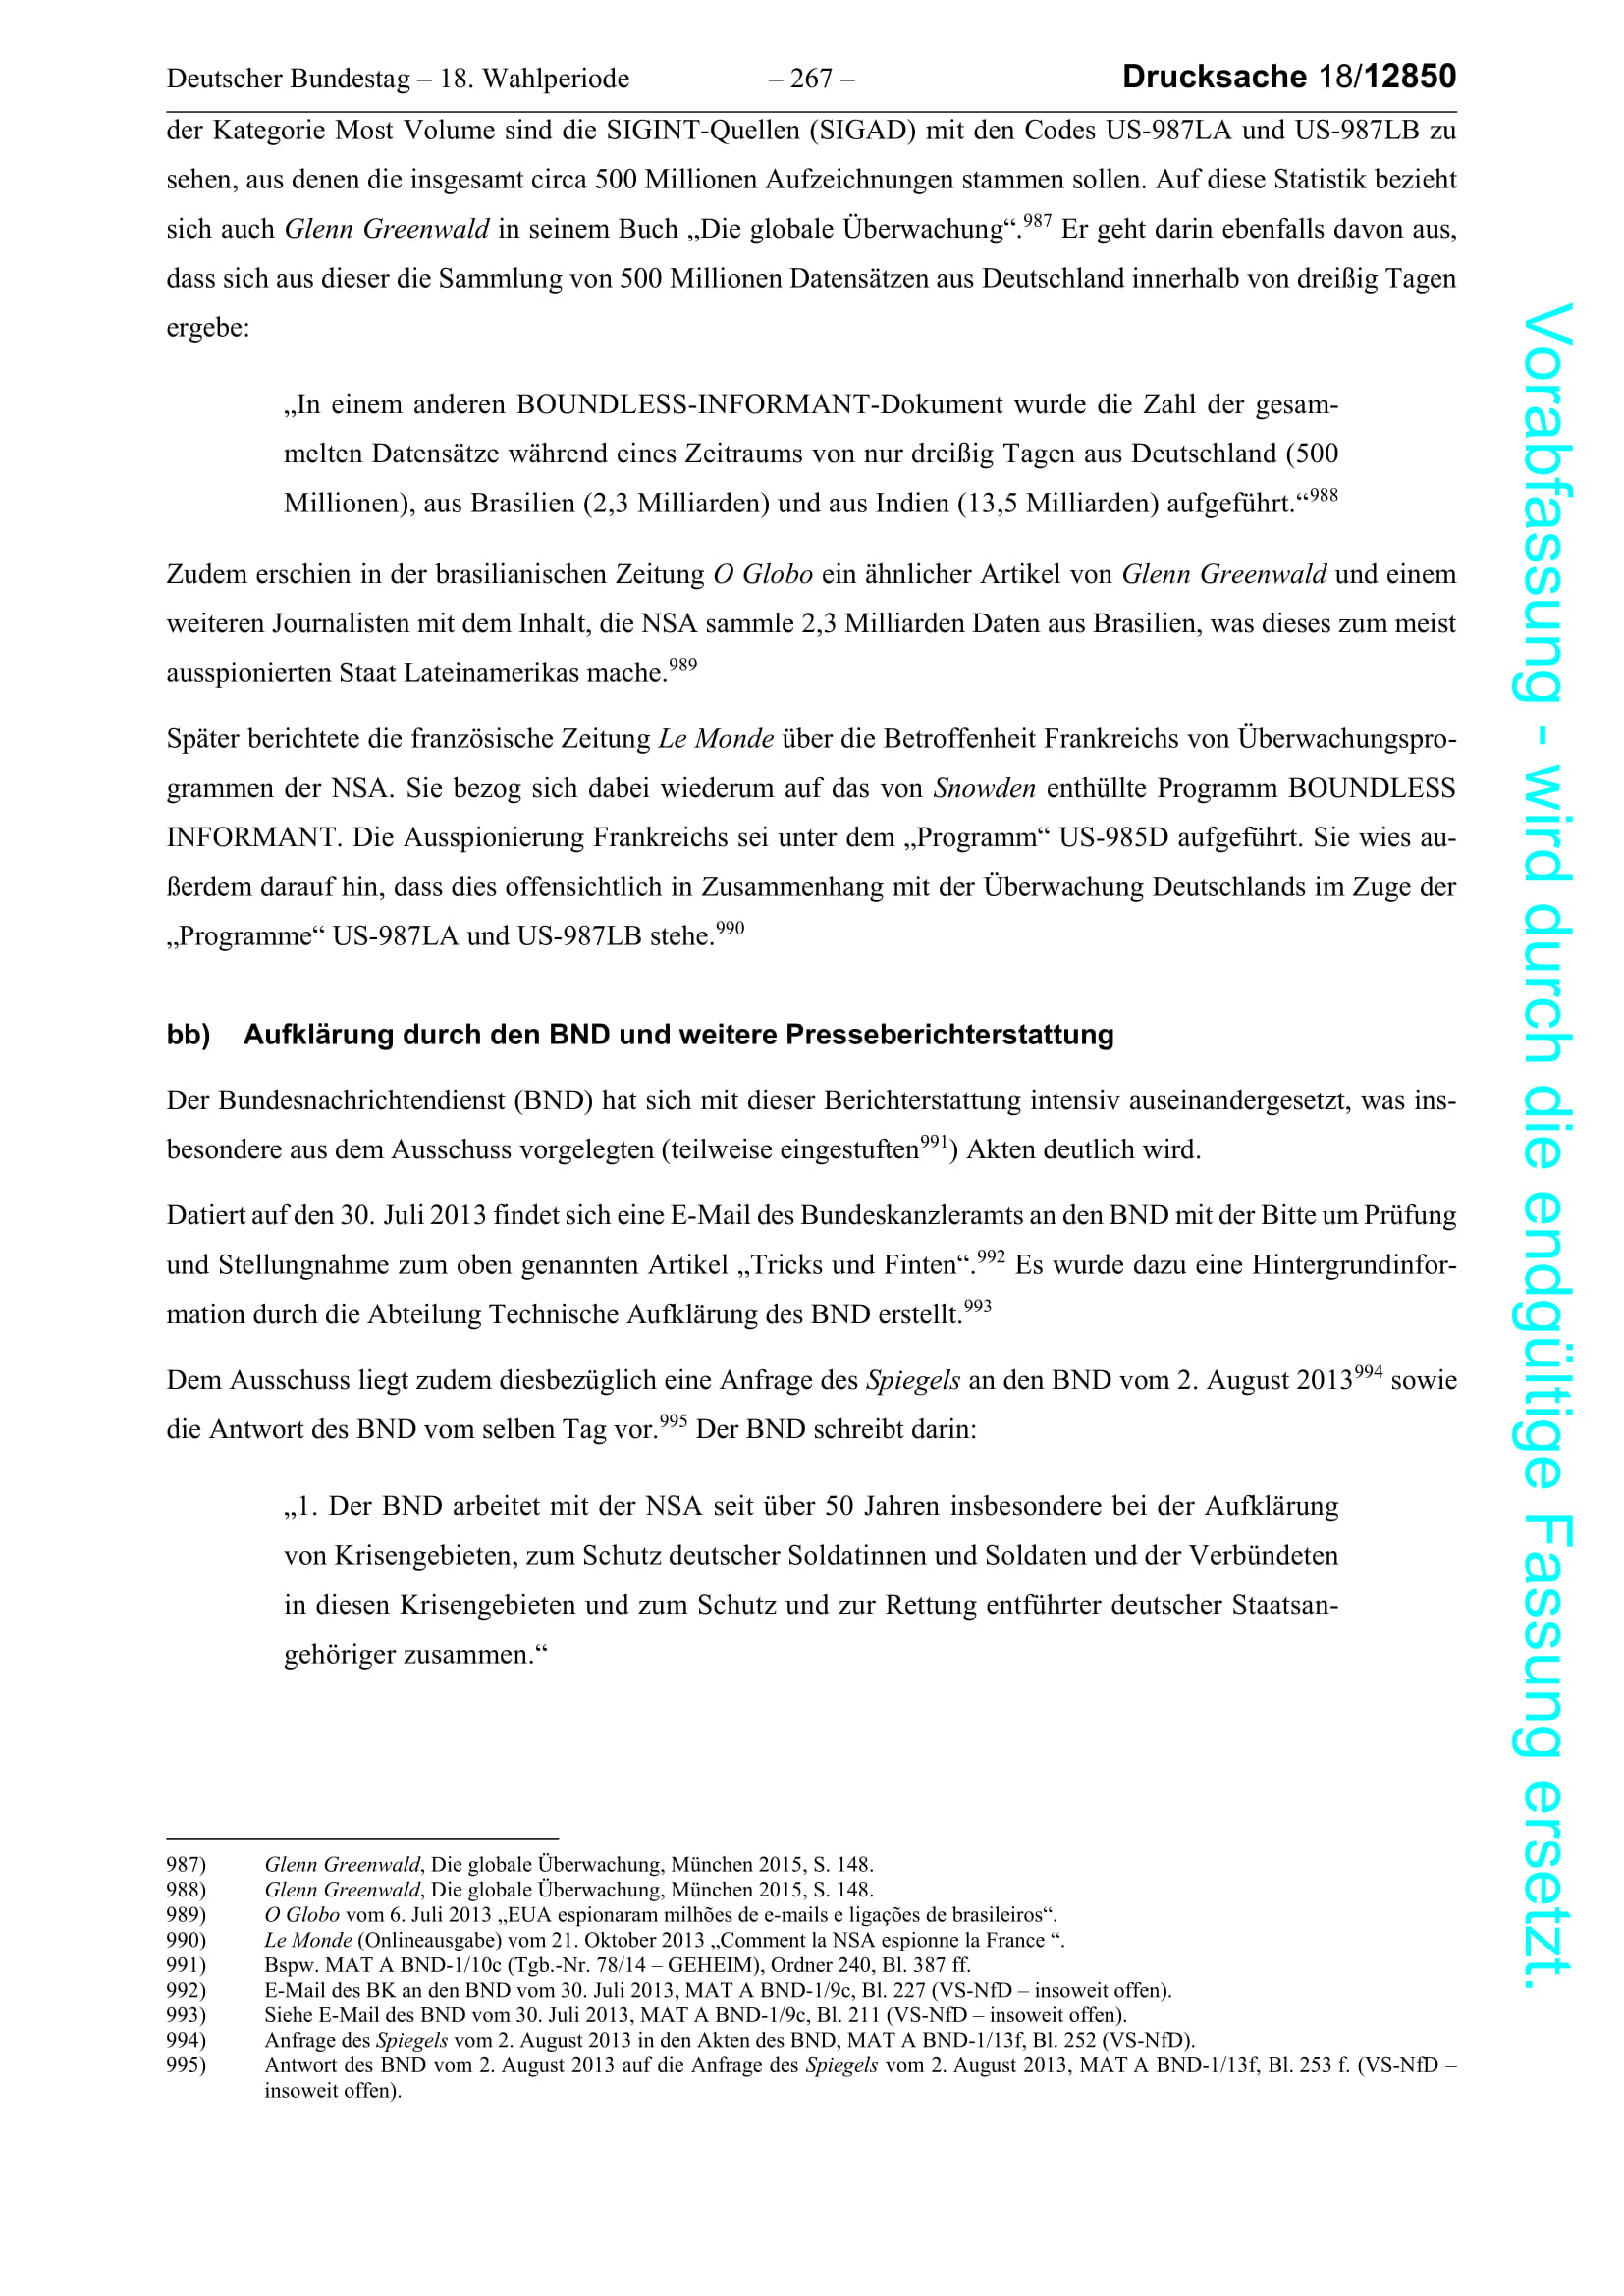 Deutscher Bundestag – 18. Wahlperiode – 267 – Drucksache 18/12850
der Kategorie Most Volume sind die SIGINT-Quellen (SIGAD) mit den Codes US-987LA und US-987LB zu
sehen, aus denen die insgesamt circa 500 Millionen Aufzeichnungen stammen sollen. Auf diese Statistik bezieht
sich auch Glenn Greenwald in seinem Buch „Die globale Überwachung“.987 Er geht darin ebenfalls davon aus,
dass sich aus dieser die Sammlung von 500 Millionen Datensätzen aus Deutschland innerhalb von dreißig Tagen
ergebe:
„In einem anderen BOUNDLESS-INFORMANT-Dokument wurde die Zahl der gesam-
melten Datensätze während eines Zeitraums von nur dreißig Tagen aus Deutschland (500
Millionen), aus Brasilien (2,3 Milliarden) und aus Indien (13,5 Milliarden) aufgeführt.“988
Zudem erschien in der brasilianischen Zeitung O Globo ein ähnlicher Artikel von Glenn Greenwald und einem
weiteren Journalisten mit dem Inhalt, die NSA sammle 2,3 Milliarden Daten aus Brasilien, was dieses zum meist
ausspionierten Staat Lateinamerikas mache.989
Später berichtete die französische Zeitung Le Monde über die Betroffenheit Frankreichs von Überwachungspro-
grammen der NSA. Sie bezog sich dabei wiederum auf das von Snowden enthüllte Programm BOUNDLESS
INFORMANT. Die Ausspionierung Frankreichs sei unter dem „Programm“ US-985D aufgeführt. Sie wies au-
ßerdem darauf hin, dass dies offensichtlich in Zusammenhang mit der Überwachung Deutschlands im Zuge der
„Programme“ US-987LA und US-987LB stehe.990
bb) Aufklärung durch den BND und weitere Presseberichterstattung
Der Bundesnachrichtendienst (BND) hat sich mit dieser Berichterstattung intensiv auseinandergesetzt, was ins-
besondere aus dem Ausschuss vorgelegten (teilweise eingestuften991) Akten deutlich wird.
Datiert auf den 30. Juli 2013 findet sich eine E-Mail des Bundeskanzleramts an den BND mit der Bitte um Prüfung
und Stellungnahme zum oben genannten Artikel „Tricks und Finten“.992 Es wurde dazu eine Hintergrundinfor-
mation durch die Abteilung Technische Aufklärung des BND erstellt.993
Dem Ausschuss liegt zudem diesbezüglich eine Anfrage des Spiegels an den BND vom 2. August 2013994 sowie
die Antwort des BND vom selben Tag vor.995 Der BND schreibt darin:
„1. Der BND arbeitet mit der NSA seit über 50 Jahren insbesondere bei der Aufklärung
von Krisengebieten, zum Schutz deutscher Soldatinnen und Soldaten und der Verbündeten
in diesen Krisengebieten und zum Schutz und zur Rettung entführter deutscher Staatsan-
gehöriger zusammen.“
987) Glenn Greenwald, Die globale Überwachung, München 2015, S. 148.
988) Glenn Greenwald, Die globale Überwachung, München 2015, S. 148.
989) O Globo vom 6. Juli 2013 „EUA espionaram milhões de e-mails e ligações de brasileiros“.
990) Le Monde (Onlineausgabe) vom 21. Oktober 2013 „Comment la NSA espionne la France “.
991) Bspw. MAT A BND-1/10c (Tgb.-Nr. 78/14 – GEHEIM), Ordner 240, Bl. 387 ff.
992) E-Mail des BK an den BND vom 30. Juli 2013, MAT A BND-1/9c, Bl. 227 (VS-NfD – insoweit offen).
993) Siehe E-Mail des BND vom 30. Juli 2013, MAT A BND-1/9c, Bl. 211 (VS-NfD – insoweit offen).
994) Anfrage des Spiegels vom 2. August 2013 in den Akten des BND, MAT A BND-1/13f, Bl. 252 (VS-NfD).
995) Antwort des BND vom 2. August 2013 auf die Anfrage des Spiegels vom 2. August 2013, MAT A BND-1/13f, Bl. 253 f. (VS-NfD –
insoweit offen).
Vorabfassung - wird durch die endgültige Fassung ersetzt.